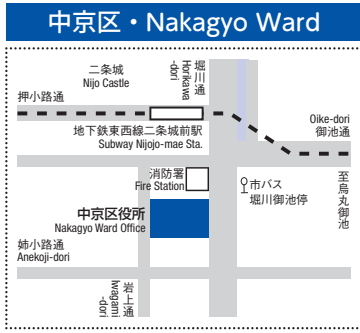 中京区・Nakagyo Ward
二条城
Nijo Castle
堀川通
Horikawa
-dori
押小路通
Oike-dori
御池通
地下鉄東西線二条城前駅
Subway Nijojo-mae Sta.
消防署
Fire Station
市バス
堀川御池停
至烏丸御池
中京区役所
Nakagyo Ward Office
姉小路通
Anekoji-dori
岩上通
Iwagami
-dori